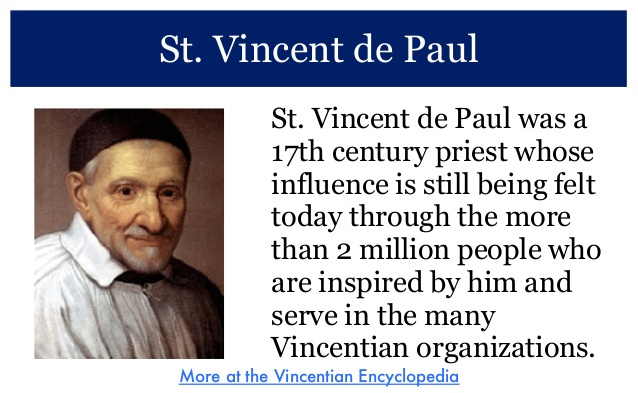 St. Vincent de Paul
St. Vincent de Paul was a
17th century priest whose
influence is still being felt
today through the more
than 2 million people who
are inspired by him and
serve in the many
Vincentian organizations.
More at the Vincentian Encyclopedia